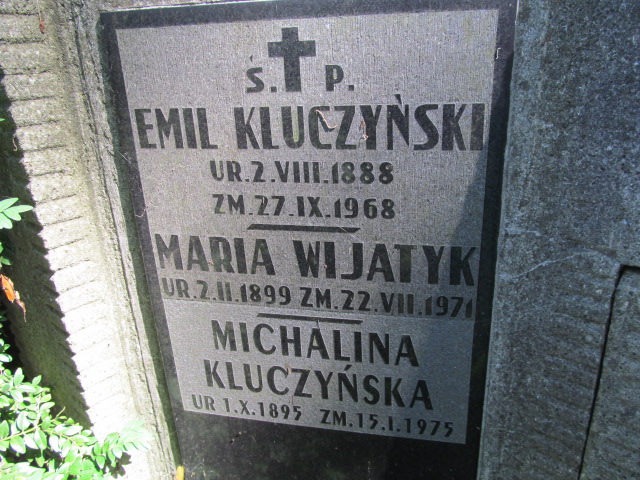 Ś. P.
EMIL KLUCZYŃSKI
UR.2.VIII.1888
ZM.27.IX.1968
MARIA WIJATYK
UR.2.II.1899 ZM.22.VII.1971
MICHALINA
KLUCZYŃSKA
UR 1.X.1895 ZM.15.I.1975